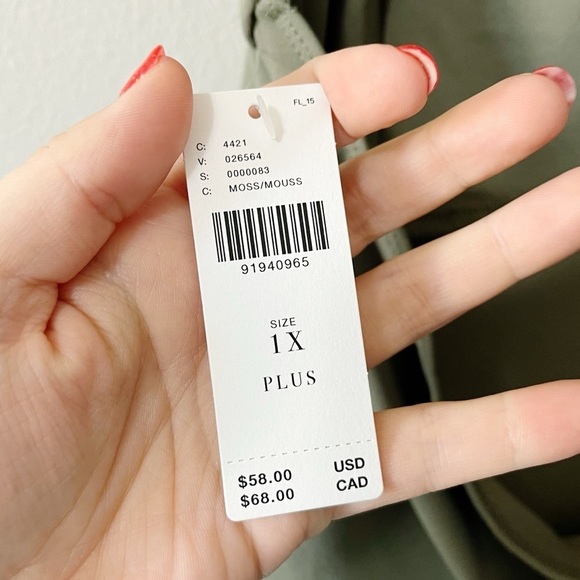 FL_15
C: 4421
V: 026564
S: 0000083
C: MOSS/MOUSS
91940965
SIZE
1X
PLUS
$58.00 USD
$68.00 CAD